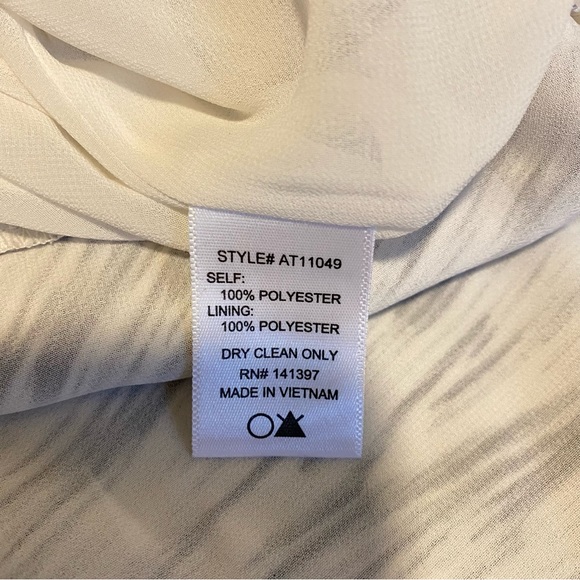 STYLE# AT11049
SELF:
100% POLYESTER
LINING:
100% POLYESTER
DRY CLEAN ONLY
RN# 141397
MADE IN VIETNAM